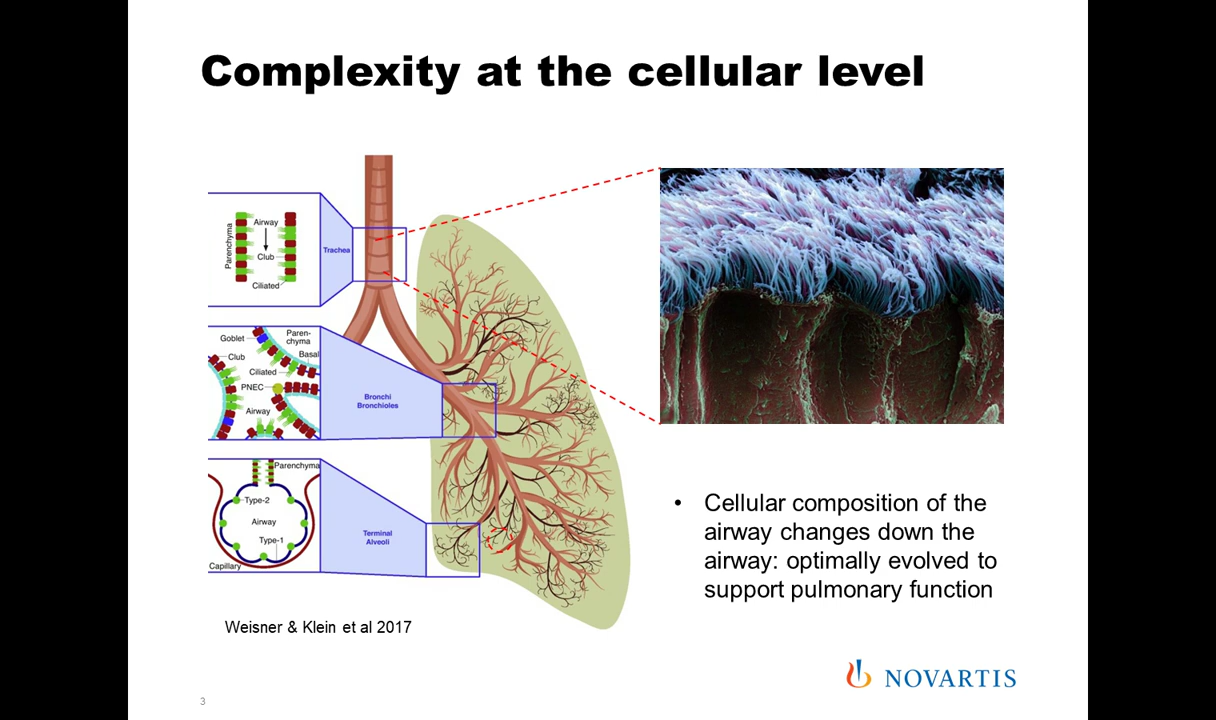 Complexity at the cellular level
Parenchyma
Airway
Club
Ciliated
Trachea
Goblet
Paren-
chyma
Club
Basal
Ciliated
PNEC
Airway
Bronchi
Bronchioles
Parenchyma
Type-2
Airway
Type-1
Capillary
Terminal
Alveoli
• Cellular composition of the
airway changes down the
airway: optimally evolved to
support pulmonary function
Weisner & Klein et al 2017
NOVARTIS
3